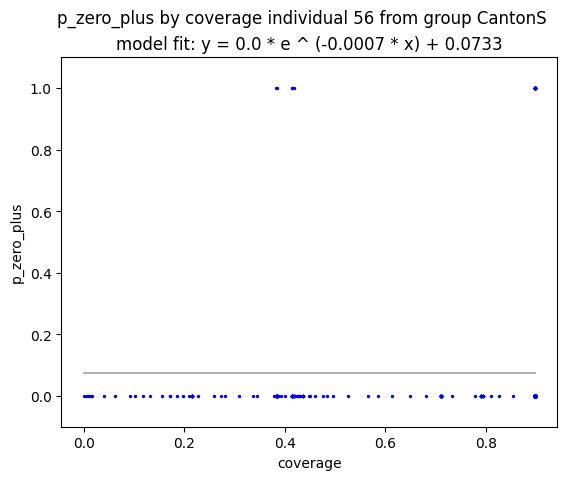 p_zero_plus by coverage individual 56 from group CantonS
model fit: y = 0.0 * e ^ (-0.0007 * x) + 0.0733
1.0
0.8
0.6
0.4
0.2
0.0
p_zero_plus
0.0 0.2 0.4 0.6 0.8
coverage